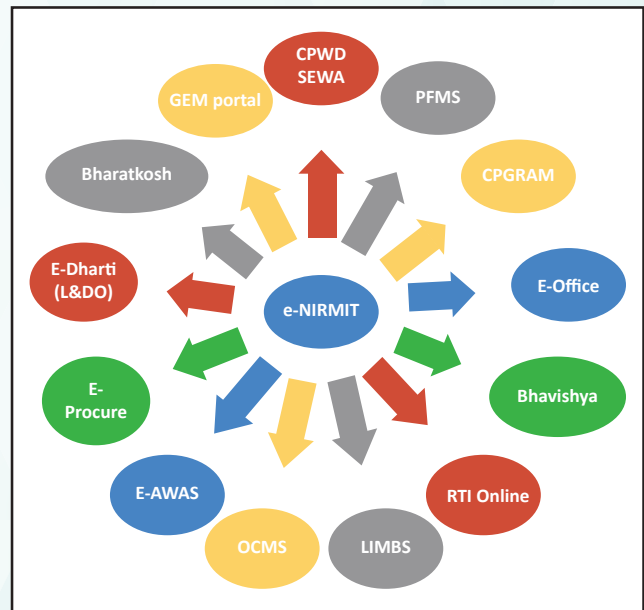 CPWD
SEWA
PFMS
CPGRAM
E-Office
Bhavishya
RTI Online
LIMBS
OCMS
E-AWAS
E-
Procure
E-Dharti
(L&DO)
Bharatkosh
GEM portal
e-NIRMIT